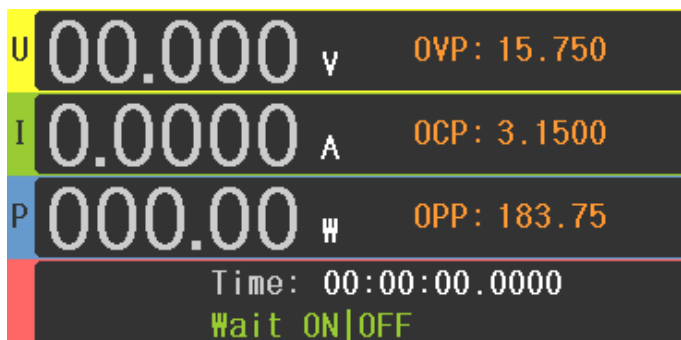 U 00.000 V OVP: 15.750
I 0.0000 A OCP: 3.1500
P 000.00 W OPP: 183.75
Time: 00:00:00.0000
Wait ON|OFF